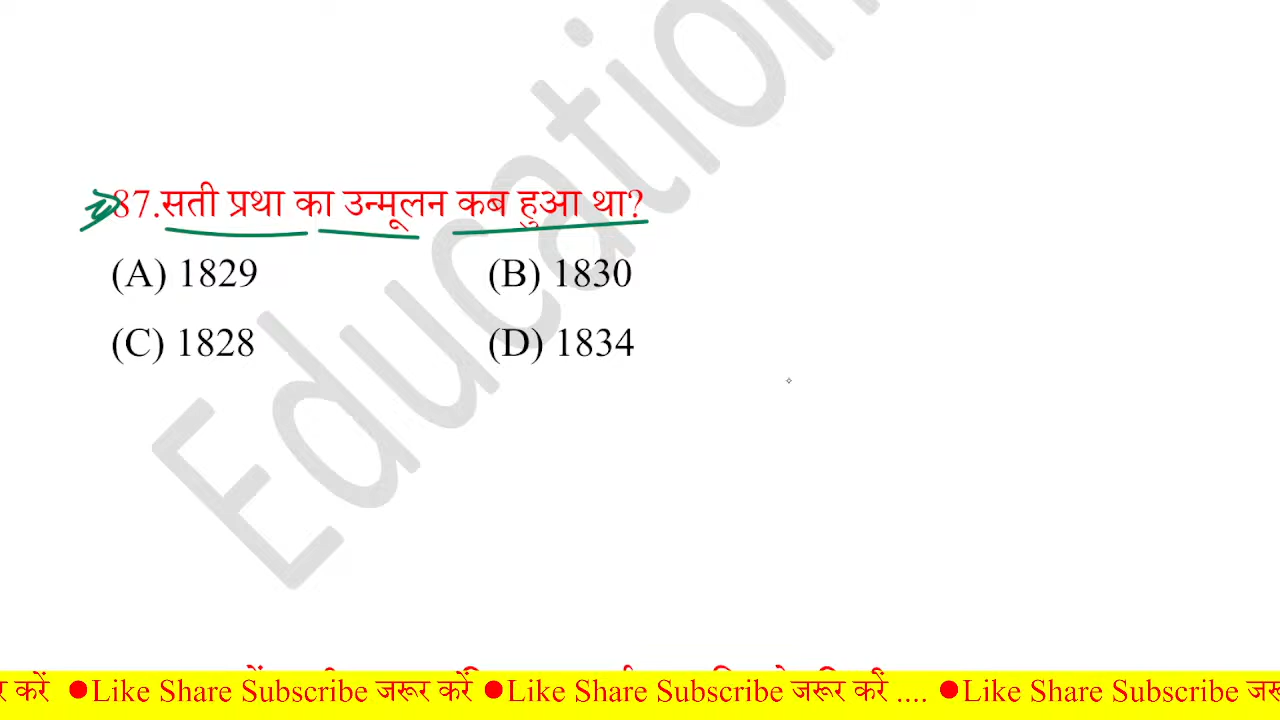 Education
87.सती प्रथा का उन्मूलन कब हुआ था?
(A) 1829 (B) 1830
(C) 1828 (D) 1834
करें ●Like Share Subscribe जरूर करें ●Like Share Subscribe जरूर करें .... ●Like Share Subscribe